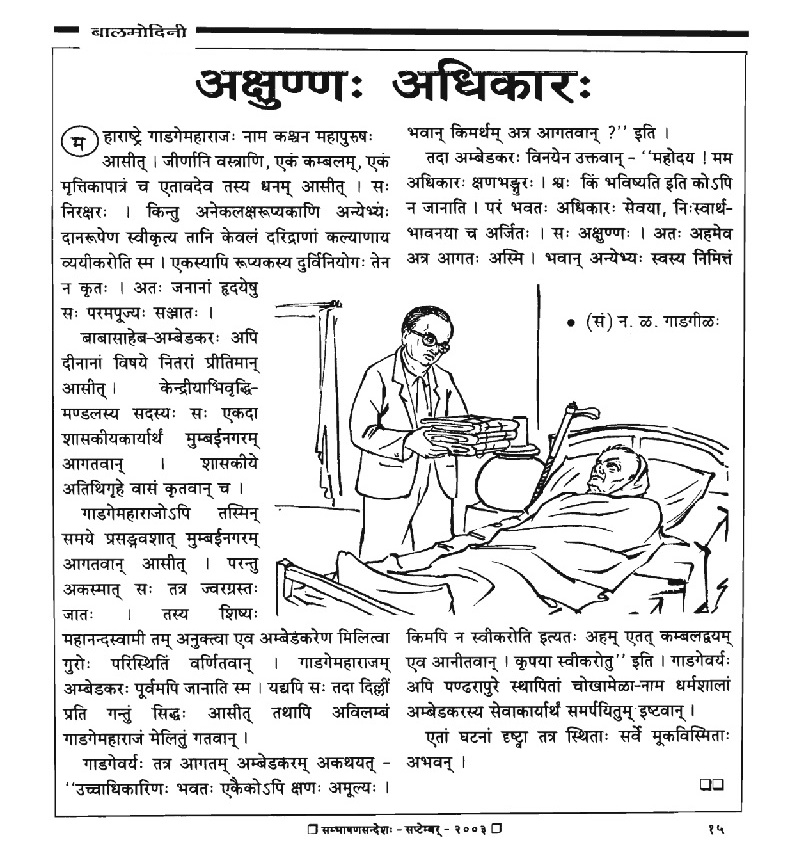 बालमोदिनी
अक्षुण्णः अधिकारः
महाराष्ट्रे गाडगेमहाराजः नाम कश्चन महापुरुषः
आसीत् । जीर्णानि वस्त्राणि, एकं कम्बलम्, एकं
मृत्तिकापात्रं च एतावदेव तस्य धनम् आसीत् । सः
निरक्षरः । किन्तु अनेकलक्षरूप्यकाणि अन्येभ्यः
दानरूपेण स्वीकृत्य तानि केवलं दरिद्राणां कल्याणाय
व्ययीकरोति स्म । एकस्यापि रूप्यकस्य दुर्विनियोगः तेन
न कृतः । अतः जनानां हृदयेषु
सः परमपूज्यः सञ्जातः ।
बाबासाहेब-अम्बेडकरः अपि
दीनानां विषये नितरां प्रीतिमान्
आसीत् । केन्द्रीयाभिवृद्धि-
मण्डलस्य सदस्यः सः एकदा
शासकीयकार्यार्थं मुम्बईनगरम्
आगतवान् । शासकीये
अतिथिगृहे वासं कृतवान् च ।
गाडगेमहाराजोऽपि तस्मिन्
समये प्रसङ्गवशात् मुम्बईनगरम्
आगतवान् आसीत् । परन्तु
अकस्मात् सः तत्र ज्वरग्रस्तः
जातः । तस्य शिष्यः
महानन्दस्वामी तम् अनुक्त्वा एव अम्बेडकरेण मिलित्वा
गुरोः परिस्थितिं वर्णितवान् । गाडगेमहाराजम्
अम्बेडकरः पूर्वमपि जानाति स्म । यद्यपि सः तदा दिल्लीं
प्रति गन्तुं सिद्धः आसीत् तथापि अविलम्बं
गाडगेमहाराजं मेलितुं गतवान् ।
गाडगेवर्यः तत्र आगतम् अम्बेडकरम् अकथयत् -
"उच्चाधिकारिणः भवतः एकैकोऽपि क्षणः अमूल्यः ।
भवान् किमर्थम् अत्र आगतवान् ?" इति ।
तदा अम्बेडकरः विनयेन उक्तवान् - "महोदय ! मम
अधिकारः क्षणभङ्गुरः । श्वः किं भविष्यति इति कोऽपि
न जानाति । परं भवतः अधिकारः सेवया, निःस्वार्थ-
भावनया च अर्जितः । सः अक्षुण्णः । अतः अहमेव
अत्र आगतः अस्मि । भवान् अन्येभ्यः स्वस्य निमित्तं
• (सं) न. ळ. गाडगीळः
किमपि न स्वीकरोति इत्यतः अहम् एतत् कम्बलद्वयम्
एव आनीतवान् । कृपया स्वीकरोतु" इति । गाडगेवर्यः
अपि पण्ढरापुरे स्थापितां चोखामेळा-नाम धर्मशालां
अम्बेडकरस्य सेवाकार्यार्थं समर्पयितुम् इष्टवान् ।
एतां घटनां दृष्ट्वा तत्र स्थिताः सर्वे मूकविस्मिताः
अभवन् ।
सम्भाषणसन्देशः - सप्टेम्बर् - २००३
१५